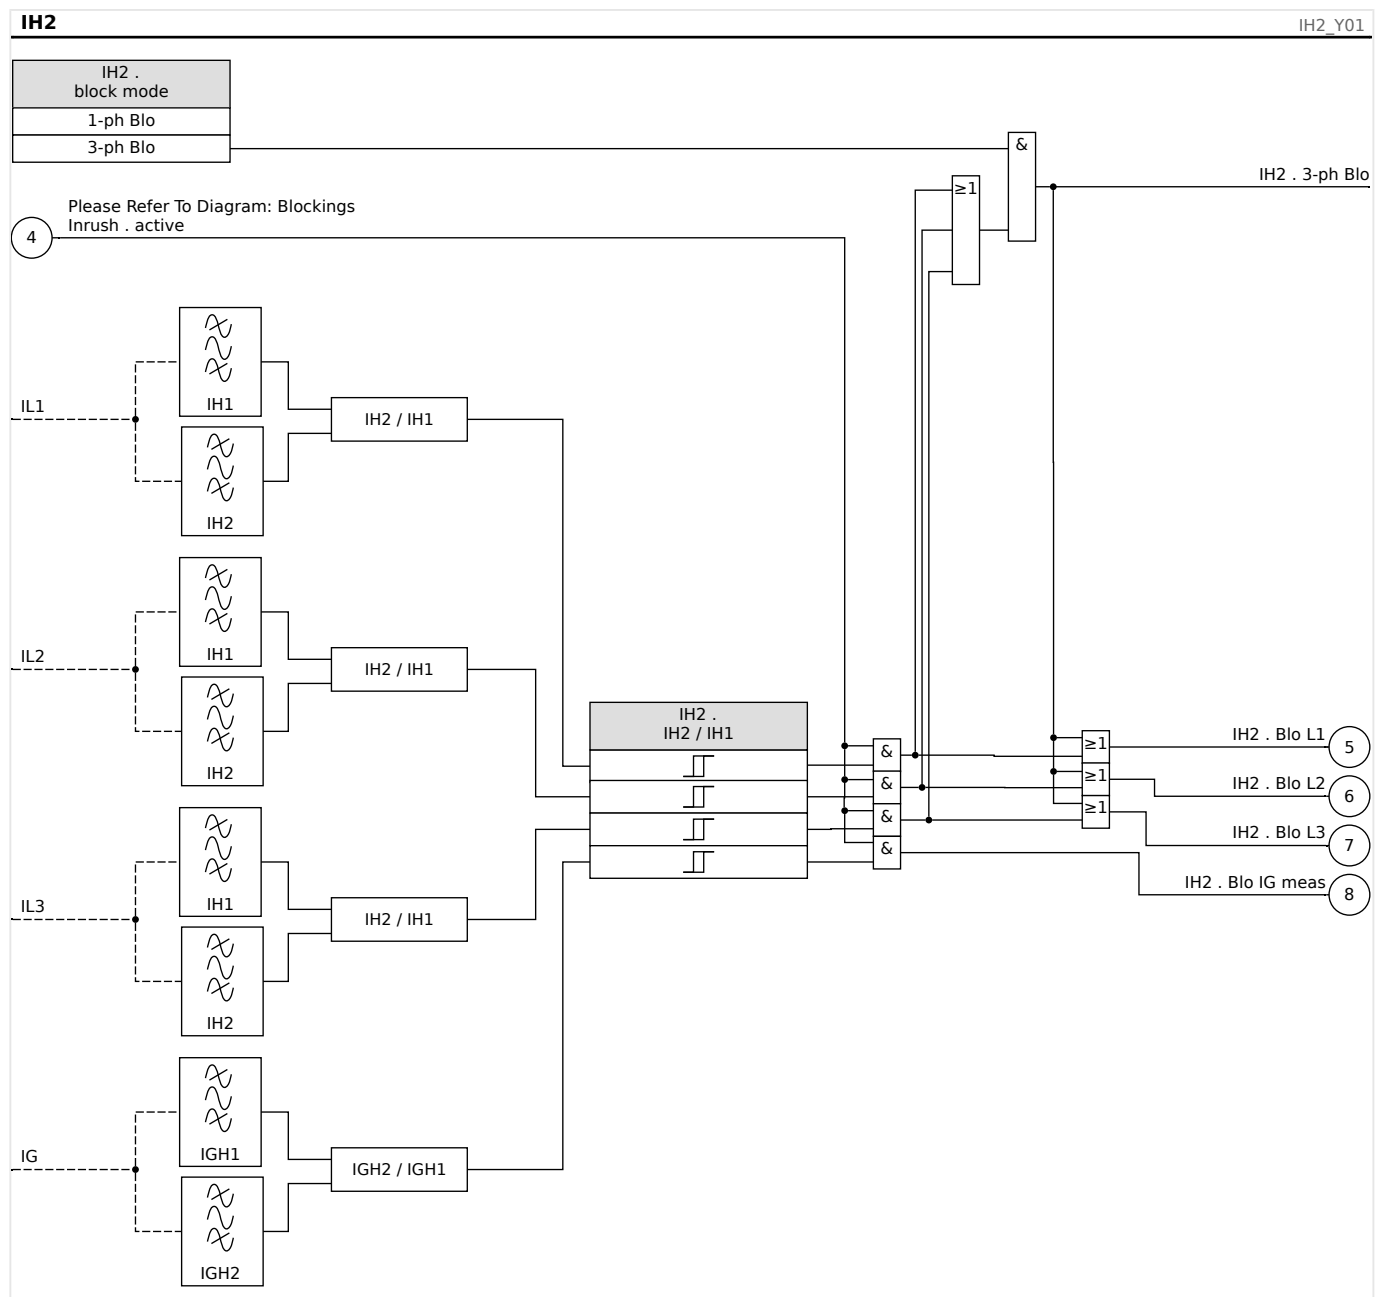 IH2
IH2_Y01
IH2 .
block mode
1-ph Blo
3-ph Blo
&
≥1
IH2 . 3-ph Blo
Please Refer To Diagram: Blockings
Inrush . active
4
IH1
IL1
IH2 / IH1
IH2
IH1
IL2
IH2 / IH1
IH2
IH2 .
IH2 / IH1
&
&
&
&
≥1
≥1
≥1
IH2 . Blo L1
5
IH2 . Blo L2
6
IH2 . Blo L3
7
IH2 . Blo IG meas
8
IH1
IL3
IH2 / IH1
IH2
IGH1
IG
IGH2 / IGH1
IGH2